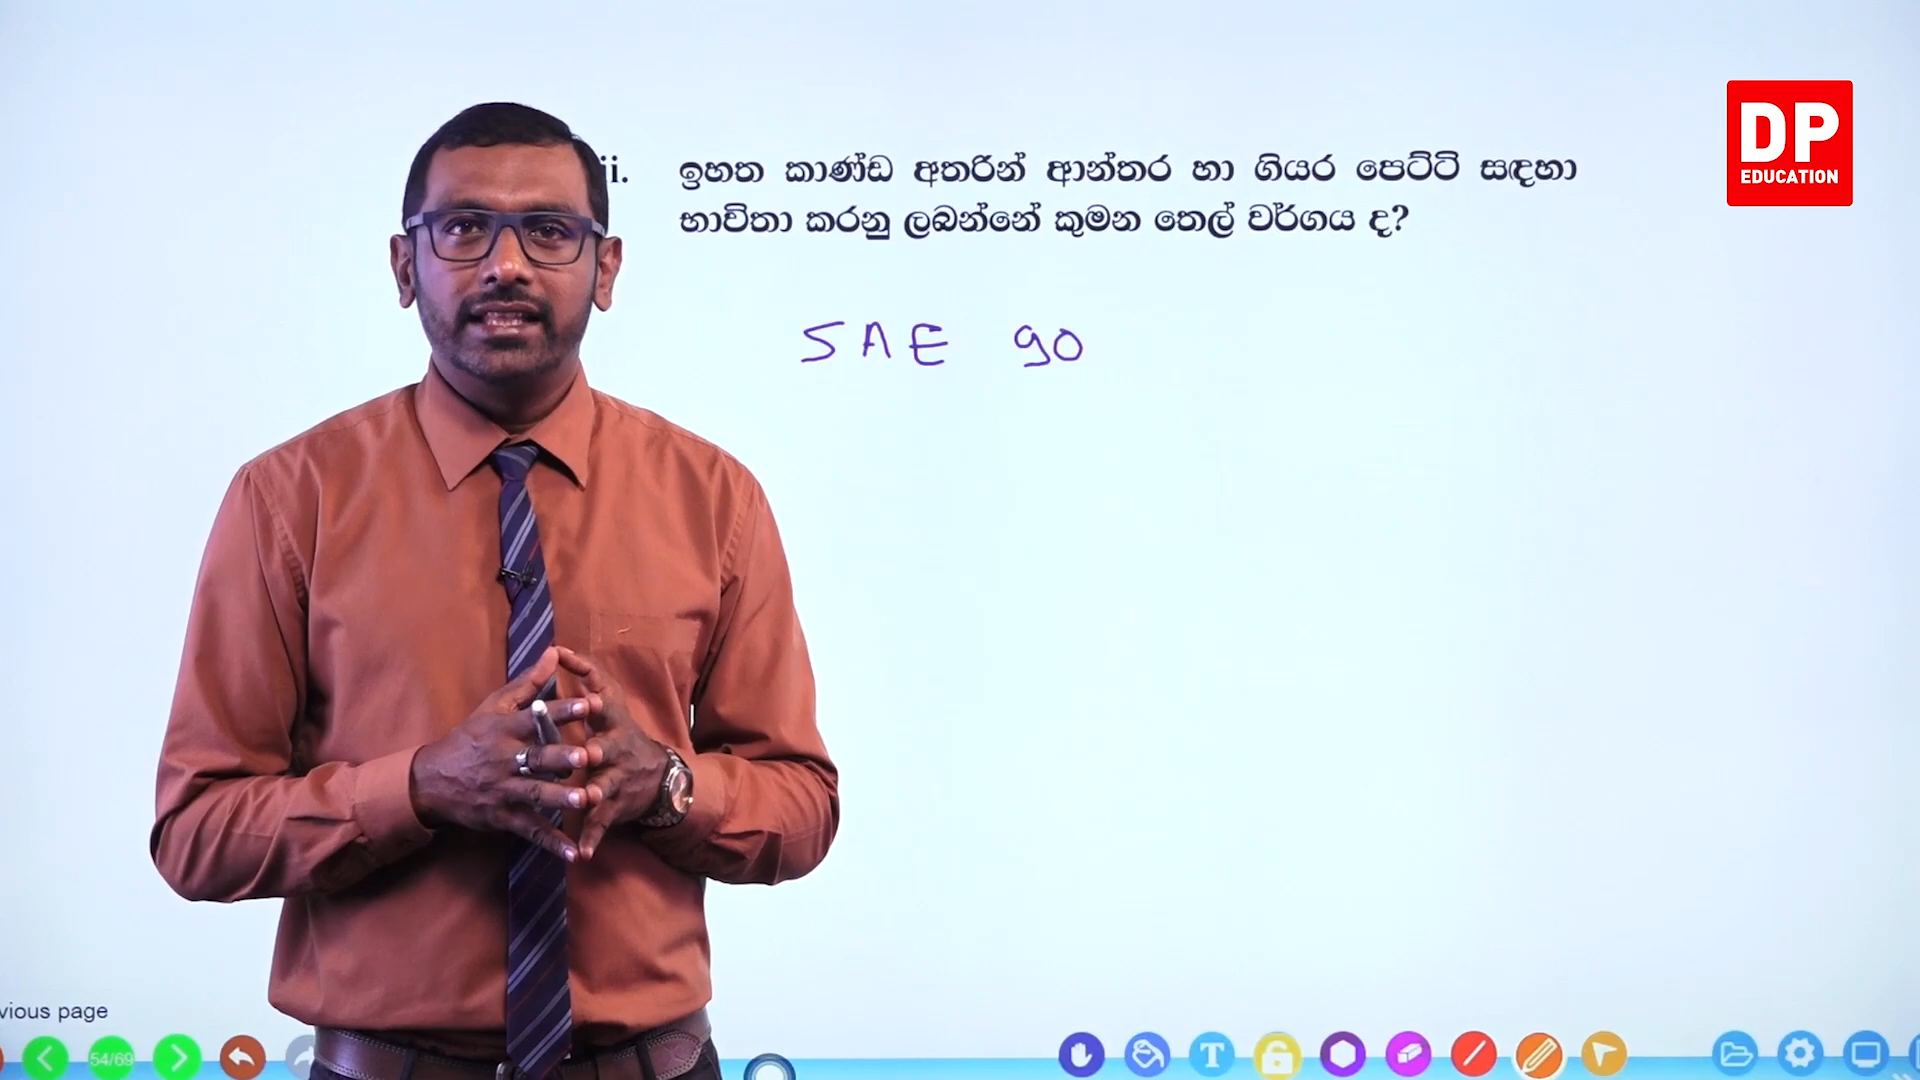 DP
EDUCATION
ii. ඉහත කාණ්ඩ අතරින් ආන්තර හා ගියර පෙට්ටි සඳහා
භාවිතා කරනු ලබන්නේ කුමන තෙල් වර්ගය ද?
SAE 90
vious page
54/69
T